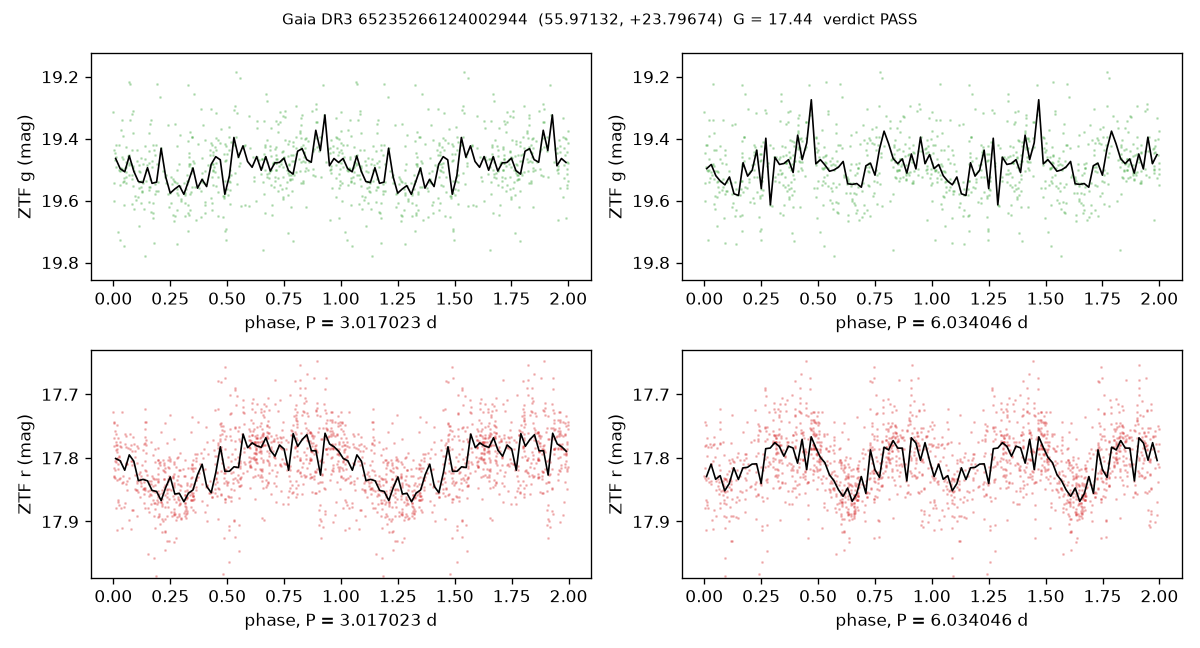 Gaia DR3 65235266124002944 (55.97132, +23.79674) G = 17.44 verdict PASS
ZTF g (mag)
19.2
19.4
19.6
19.8
0.00 0.25 0.50 0.75 1.00 1.25 1.50 1.75 2.00
phase, P = 3.017023 d
ZTF g (mag)
19.2
19.4
19.6
19.8
0.00 0.25 0.50 0.75 1.00 1.25 1.50 1.75 2.00
phase, P = 6.034046 d
ZTF r (mag)
17.7
17.8
17.9
0.00 0.25 0.50 0.75 1.00 1.25 1.50 1.75 2.00
phase, P = 3.017023 d
ZTF r (mag)
17.7
17.8
17.9
0.00 0.25 0.50 0.75 1.00 1.25 1.50 1.75 2.00
phase, P = 6.034046 d